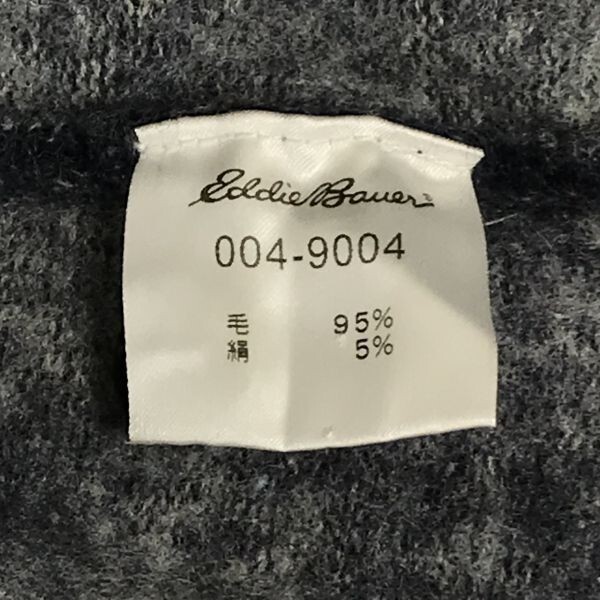 Eddie Bauer
004-9004
毛 95%
絹 5%